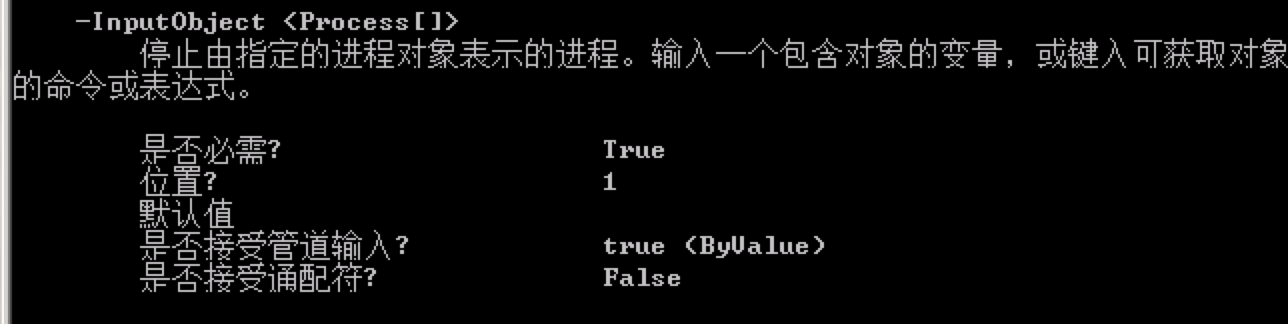 -InputObject <Process[]>
停止由指定的进程对象表示的进程。输入一个包含对象的变量，或键入可获取对象
的命令或表达式。
是否必需? True
位置? 1
默认值
是否接受管道输入? true (ByValue)
是否接受通配符? False